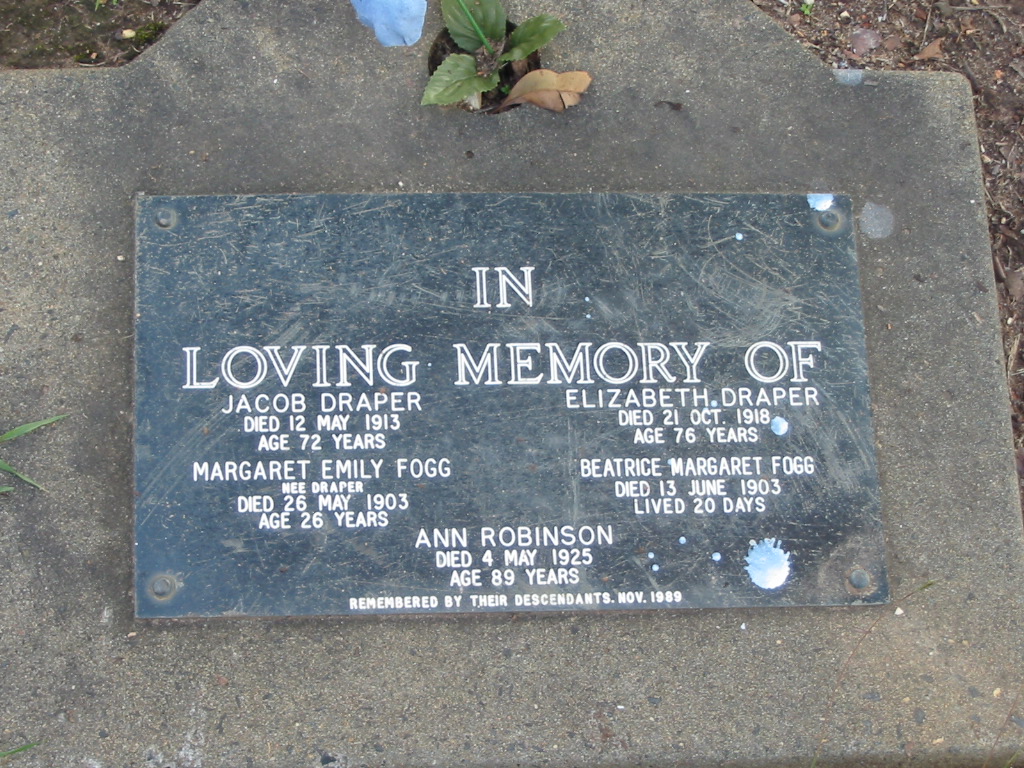 IN
LOVING MEMORY OF
JACOB DRAPER
DIED 12 MAY 1913
AGE 72 YEARS
ELIZABETH DRAPER
DIED 21 OCT. 1918
AGE 76 YEARS
MARGARET EMILY FOGG
NEE DRAPER
DIED 26 MAY 1903
AGE 26 YEARS
BEATRICE MARGARET FOGG
DIED 13 JUNE 1903
LIVED 20 DAYS
ANN ROBINSON
DIED 4 MAY 1925
AGE 89 YEARS
REMEMBERED BY THEIR DESCENDANTS. NOV. 1989